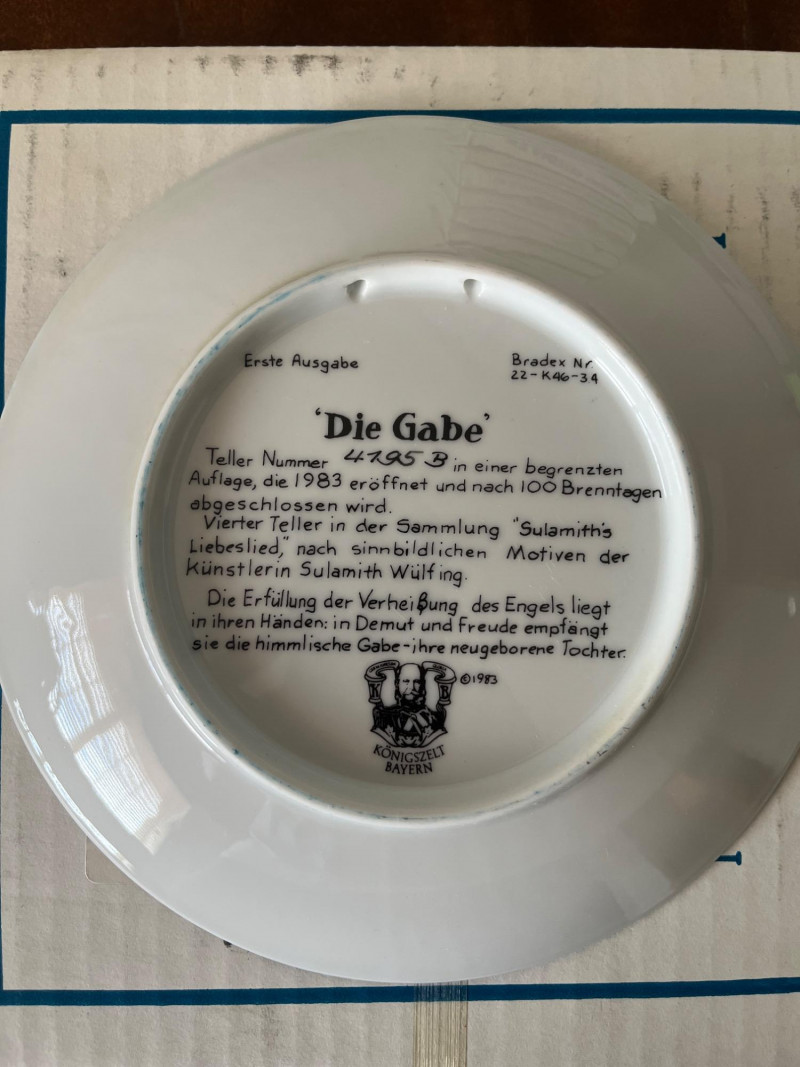 Erste Ausgabe
Bradex Nr.
22-K46-34
'Die Gabe'
Teller Nummer 4195 B in einer begrenzten
Auflage, die 1983 eröffnet und nach 100 Brenntagen
abgeschlossen wird.
Vierter Teller in der Sammlung "Sulamith's
Liebeslied," nach sinnbildlichen Motiven der
Künstlerin Sulamith Wülfing.
Die Erfüllung der Verheißung des Engels liegt
in ihren Händen: in Demut und Freude empfängt
sie die himmlische Gabe-ihre neugeborene Tochter.
K B
©1983
KÖNIGSZELT
BAYERN